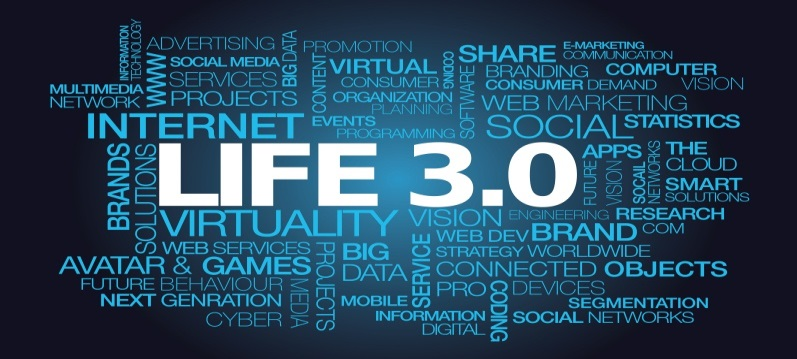 INFORMATION
TECHNOLOGY
WWW
ADVERTISING
SOCIAL MEDIA
SERVICES
PROJECTS
BIG DATA
MULTIMEDIA
NETWORK
PROMOTION
CONTENT
VIRTUAL
CONSUMER
ORGANIZATION
PLANNING
EVENTS
PROGRAMMING
CODING
SOFTWARE
SHARE
E-MARKETING
COMMUNICATION
BRANDING
COMPUTER
CONSUMER DEMAND
VISION
WEB MARKETING
SOCIAL
STATISTICS
INTERNET
BRANDS
SOLUTIONS
LIFE 3.0
APPS
FUTURE
VISION
SOCAIL
NETWORKS
THE
CLOUD
SMART
SOLUTIONS
VIRTUALITY
VISION
ENGINEERING
RESEARCH
WEB SERVICES
WEB DEV
BRAND
COM
BIG
DATA
STRATEGY
WORLDWIDE
AVATAR & GAMES
PROJECTS
MEDIA
SERVICE
CONNECTED OBJECTS
FUTURE BEHAVIOUR
PRO
DEVICES
CODING
NEXT GENRATION
MOBILE
SEGMENTATION
CYBER
INFORMATION
DIGITAL
SOCIAL NETWORKS